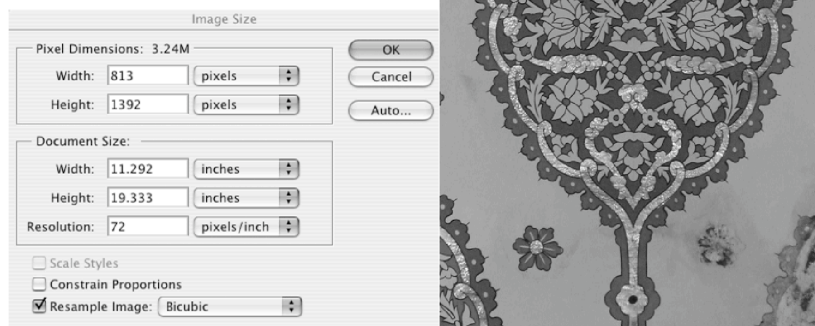 Image Size
Pixel Dimensions: 3.24M
OK
Width: 813 pixels
Cancel
Height: 1392 pixels
Auto...
Document Size:
Width: 11.292 inches
Height: 19.333 inches
Resolution: 72 pixels/inch
Scale Styles
Constrain Proportions
Resample Image: Bicubic